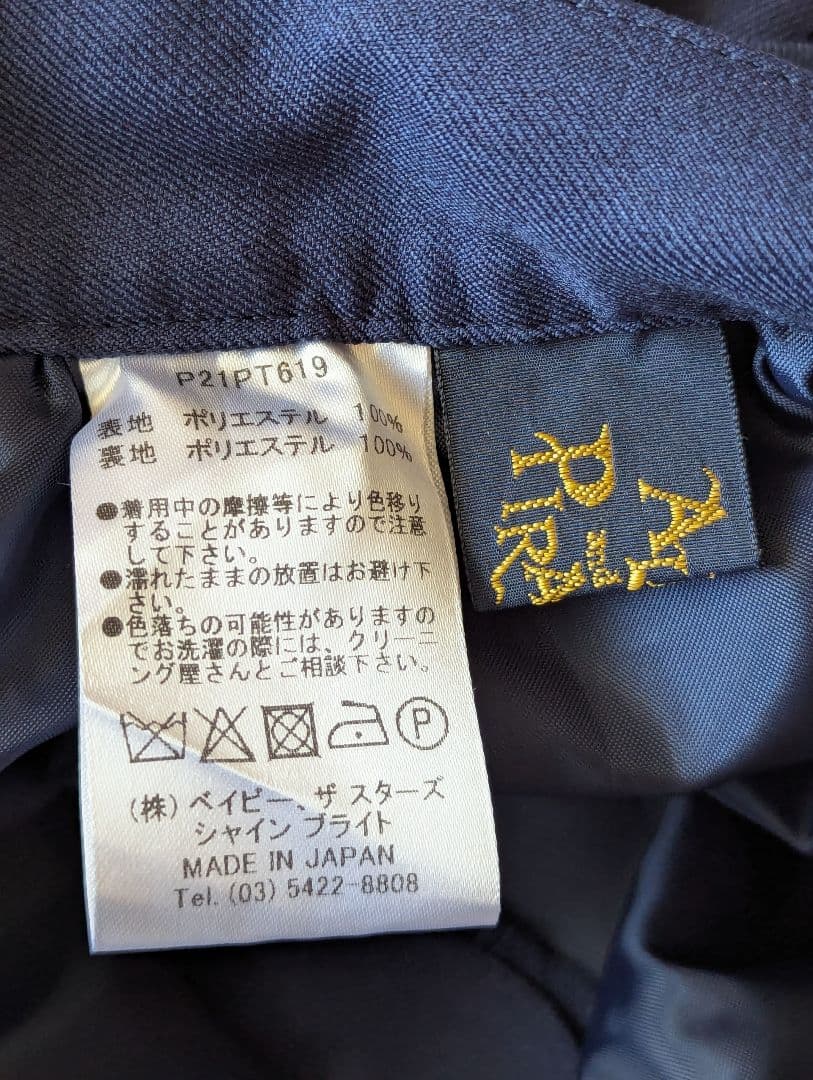 P21PT619
表地 ポリエステル 100%
裏地 ポリエステル 100%
●着用中の摩擦等により色移り
することがありますので注意
して下さい。
●濡れたままの放置はお避け下
さい。
●色落ちの可能性がありますの
でお洗濯の際には、クリーニ
ング屋さんとご相談下さい。
P
(株) ベイビー、ザ スターズ
シャイン ブライト
MADE IN JAPAN
Tel. (03) 5422-8808